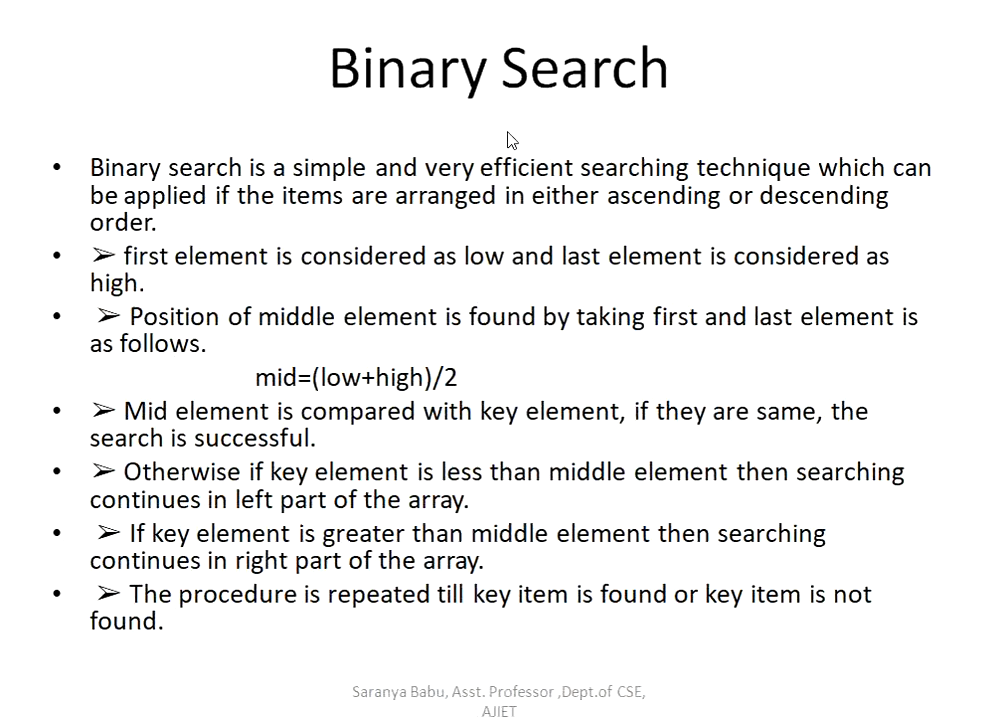 Binary Search
• Binary search is a simple and very efficient searching technique which can
be applied if the items are arranged in either ascending or descending
order.
• ➢ first element is considered as low and last element is considered as
high.
• ➢ Position of middle element is found by taking first and last element is
as follows.
mid=(low+high)/2
• ➢ Mid element is compared with key element, if they are same, the
search is successful.
• ➢ Otherwise if key element is less than middle element then searching
continues in left part of the array.
• ➢ If key element is greater than middle element then searching
continues in right part of the array.
• ➢ The procedure is repeated till key item is found or key item is not
found.
Saranya Babu, Asst. Professor ,Dept.of CSE,
AJIET